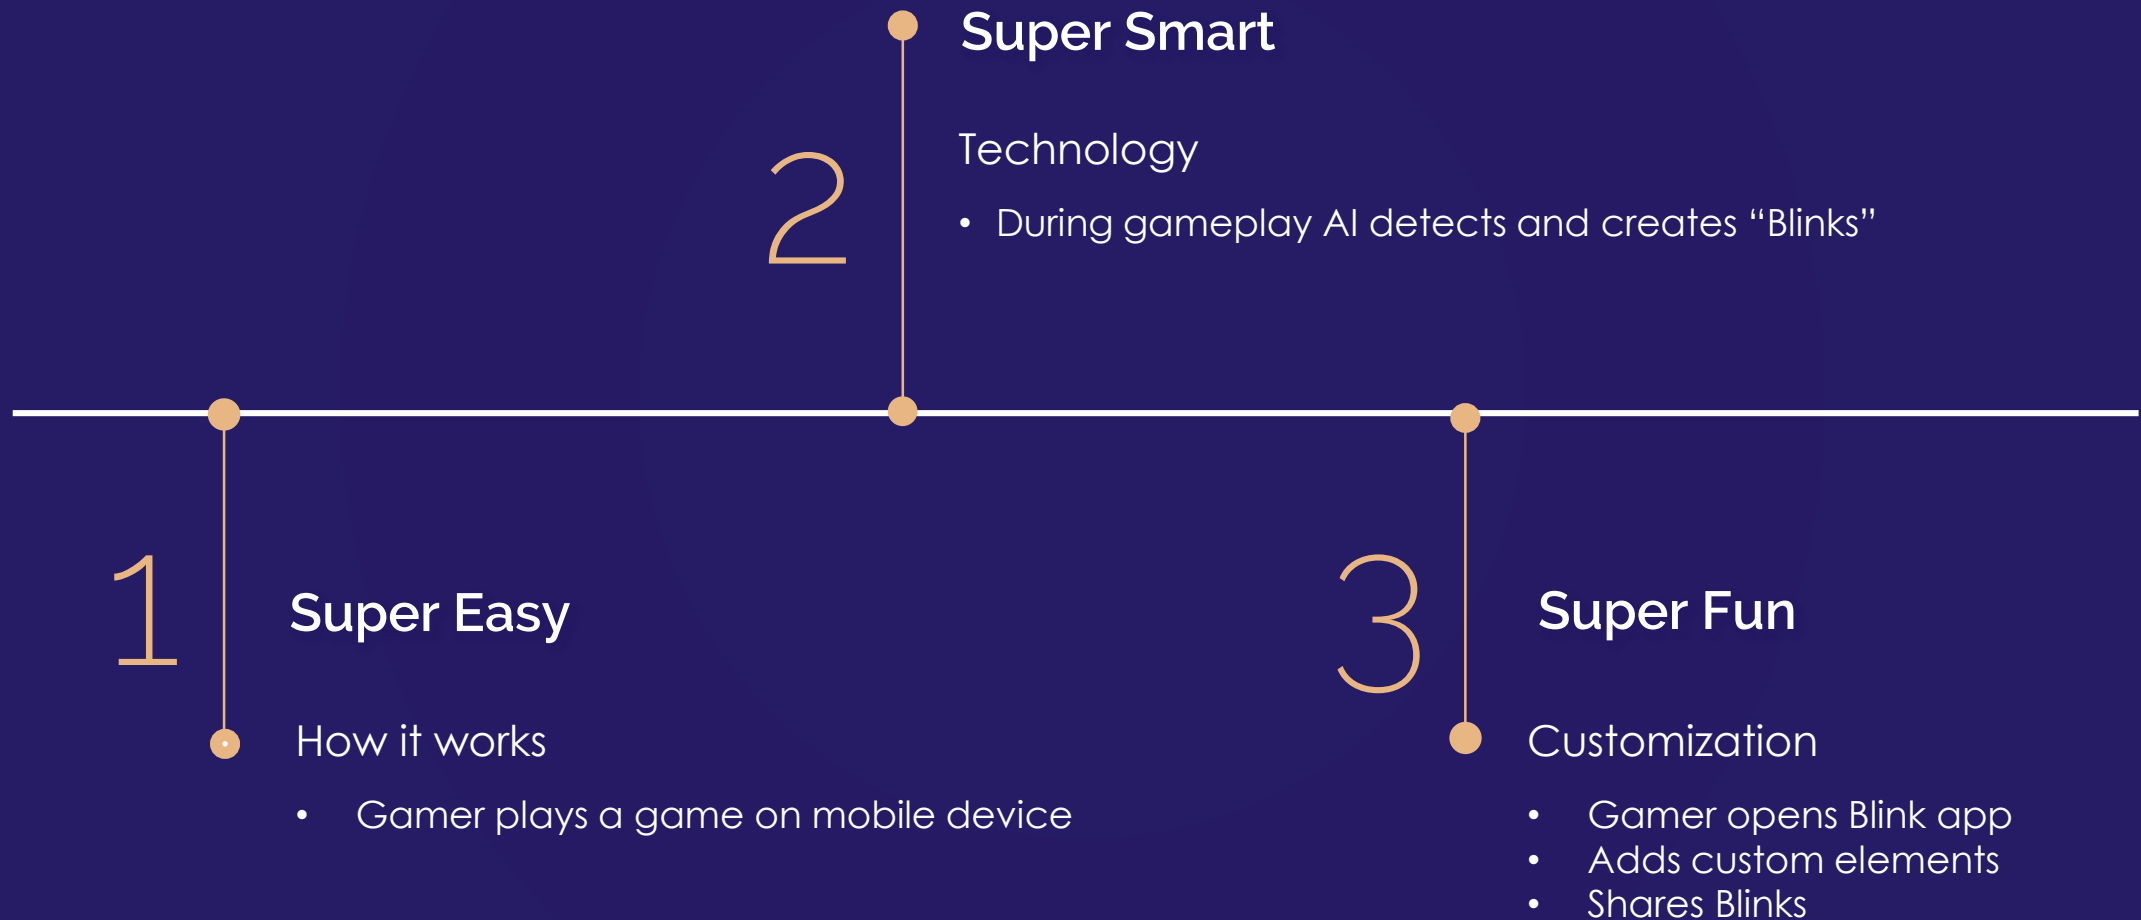 1
Super Easy
How it works
• Gamer plays a game on mobile device
2
Super Smart
Technology
• During gameplay AI detects and creates “Blinks”
3
Super Fun
Customization
• Gamer opens Blink app
• Adds custom elements
• Shares Blinks